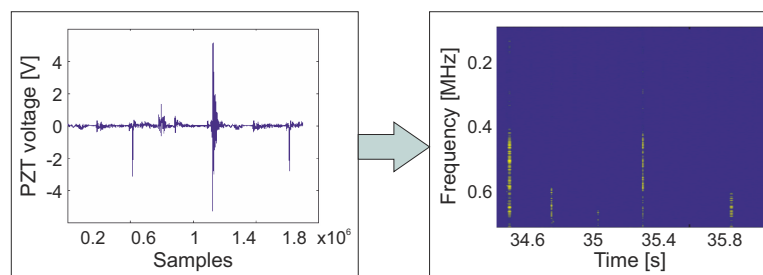 PZT voltage [V]
4
2
0
-2
-4
0.2 0.6 1 1.4 1.8 x10⁶
Samples
Frequency [MHz]
0.2
0.4
0.6
34.6 35 35.4 35.8
Time [s]